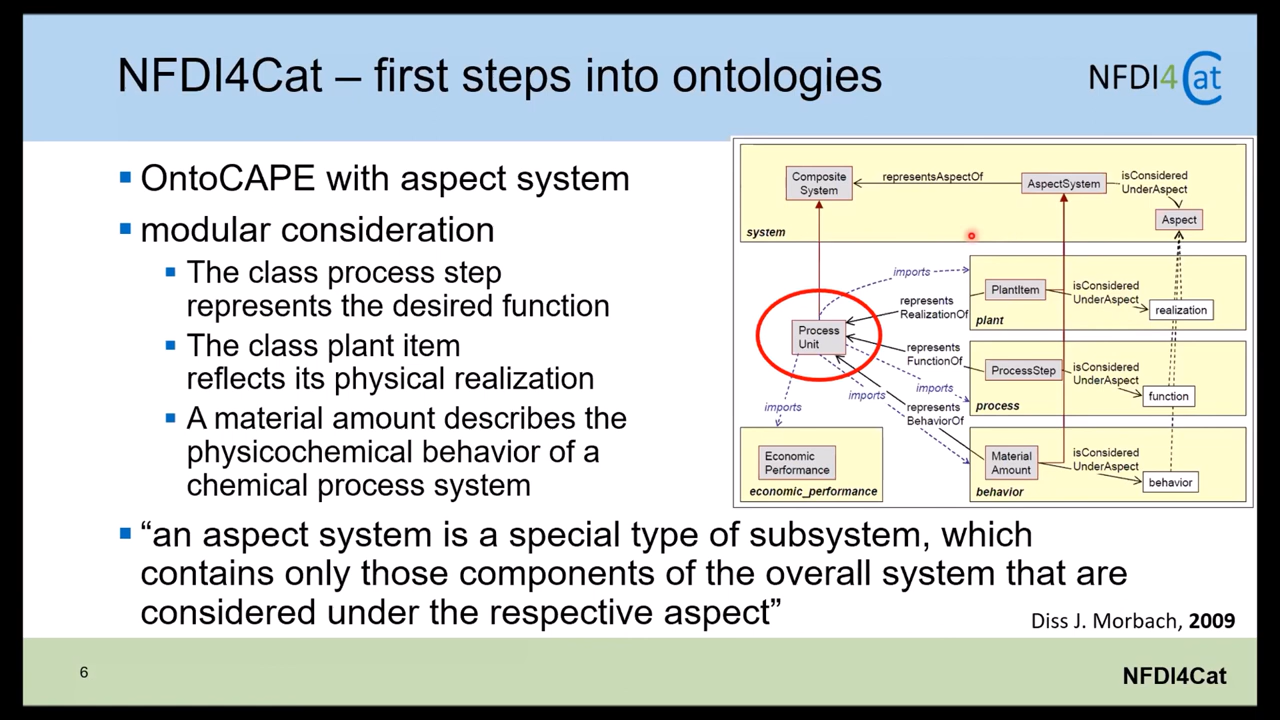 NFDI4Cat – first steps into ontologies
NFDI4Cat
OntoCAPE with aspect system
modular consideration
The class process step
represents the desired function
The class plant item
reflects its physical realization
A material amount describes the
physicochemical behavior of a
chemical process system
Composite
System
representsAspectOf
AspectSystem
isConsidered
UnderAspect
Aspect
system
imports
represents
RealizationOf
PlantItem
isConsidered
UnderAspect
realization
plant
Process
Unit
represents
FunctionOf
ProcessStep
isConsidered
UnderAspect
function
process
imports
imports
imports
represents
BehaviorOf
Economic
Performance
economic_performance
Material
Amount
isConsidered
UnderAspect
behavior
behavior
“an aspect system is a special type of subsystem, which
contains only those components of the overall system that are
considered under the respective aspect”
Diss J. Morbach, 2009
6
NFDI4Cat